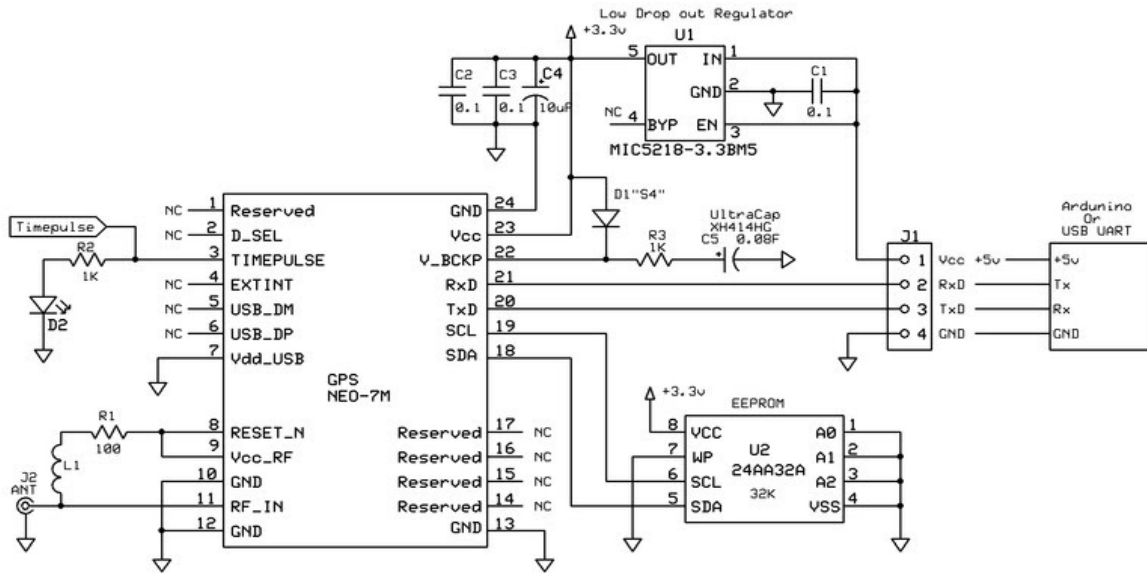 Low Drop out Regulator
+3.3v
U1
5 OUT IN 1
GND 2
NC 4 BYP EN 3
MIC5218-3.3BM5
C1
0.1
C2
0.1
C3
0.1
+ C4
10uF
Timepulse
R2
1K
D2
NC 1 Reserved
NC 2 D_SEL
3 TIMEPULSE
NC 4 EXTINT
NC 5 USB_DM
NC 6 USB_DP
7 Vdd_USB
8 RESET_N
9 Vcc_RF
10 GND
11 RF_IN
12 GND
GPS
NEO-7M
GND 24
Vcc 23
V_BCKP 22
RxD 21
TxD 20
SCL 19
SDA 18
Reserved 17 NC
Reserved 16 NC
Reserved 15 NC
Reserved 14 NC
GND 13
R1
100
L1
J2
ANT
D1"S4"
R3
1K
UltraCap
XH414HG
C5 + 0.08F
J1
1 Vcc +5v
2 RxD
3 TxD
4 GND
Arduino
Or
USB UART
+5v
Tx
Rx
GND
+3.3v
EEPROM
8 VCC A0 1
7 WP A1 2
6 SCL A2 3
5 SDA VSS 4
U2
24AA32A
32K